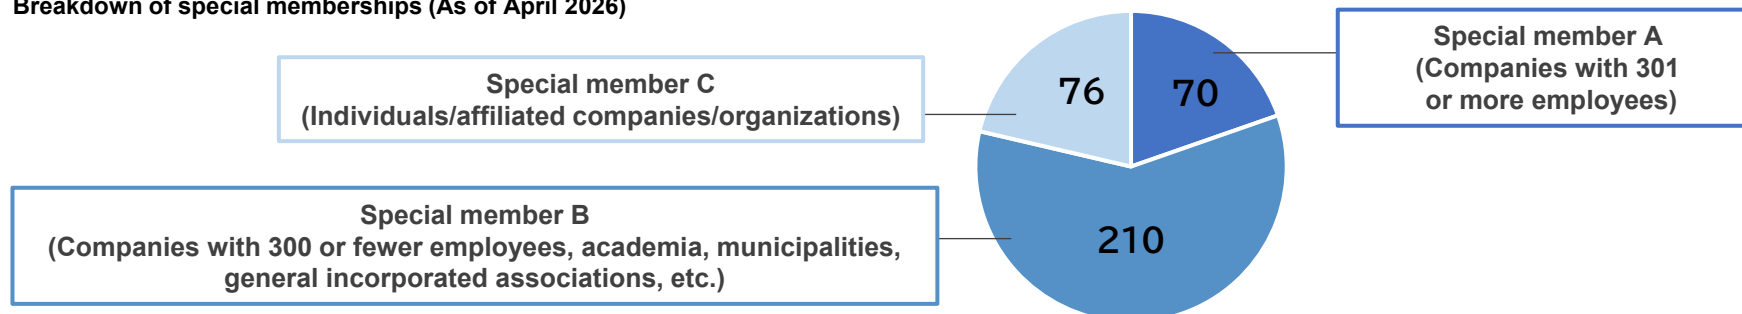 Breakdown of special memberships (As of April 2026)
Special member C
(Individuals/affiliated companies/organizations)
76
70
Special member A
(Companies with 301
or more employees)
Special member B
(Companies with 300 or fewer employees, academia, municipalities,
general incorporated associations, etc.)
210